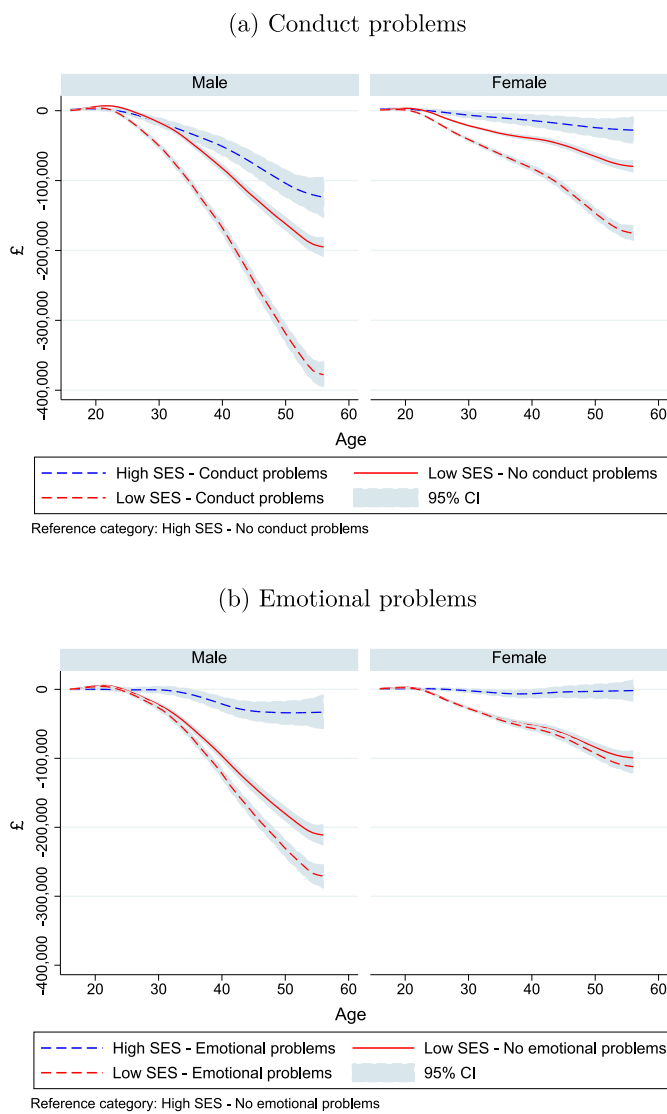 (a) Conduct problems
Male Female
0
-100,000
-200,000
-300,000
-400,000
£
20 30 40 50 60 20 30 40 50 60
Age
High SES - Conduct problems Low SES - No conduct problems
Low SES - Conduct problems 95% CI
Reference category: High SES - No conduct problems
(b) Emotional problems
Male Female
0
-100,000
-200,000
-300,000
-400,000
£
20 30 40 50 60 20 30 40 50 60
Age
High SES - Emotional problems Low SES - No emotional problems
Low SES - Emotional problems 95% CI
Reference category: High SES - No emotional problems